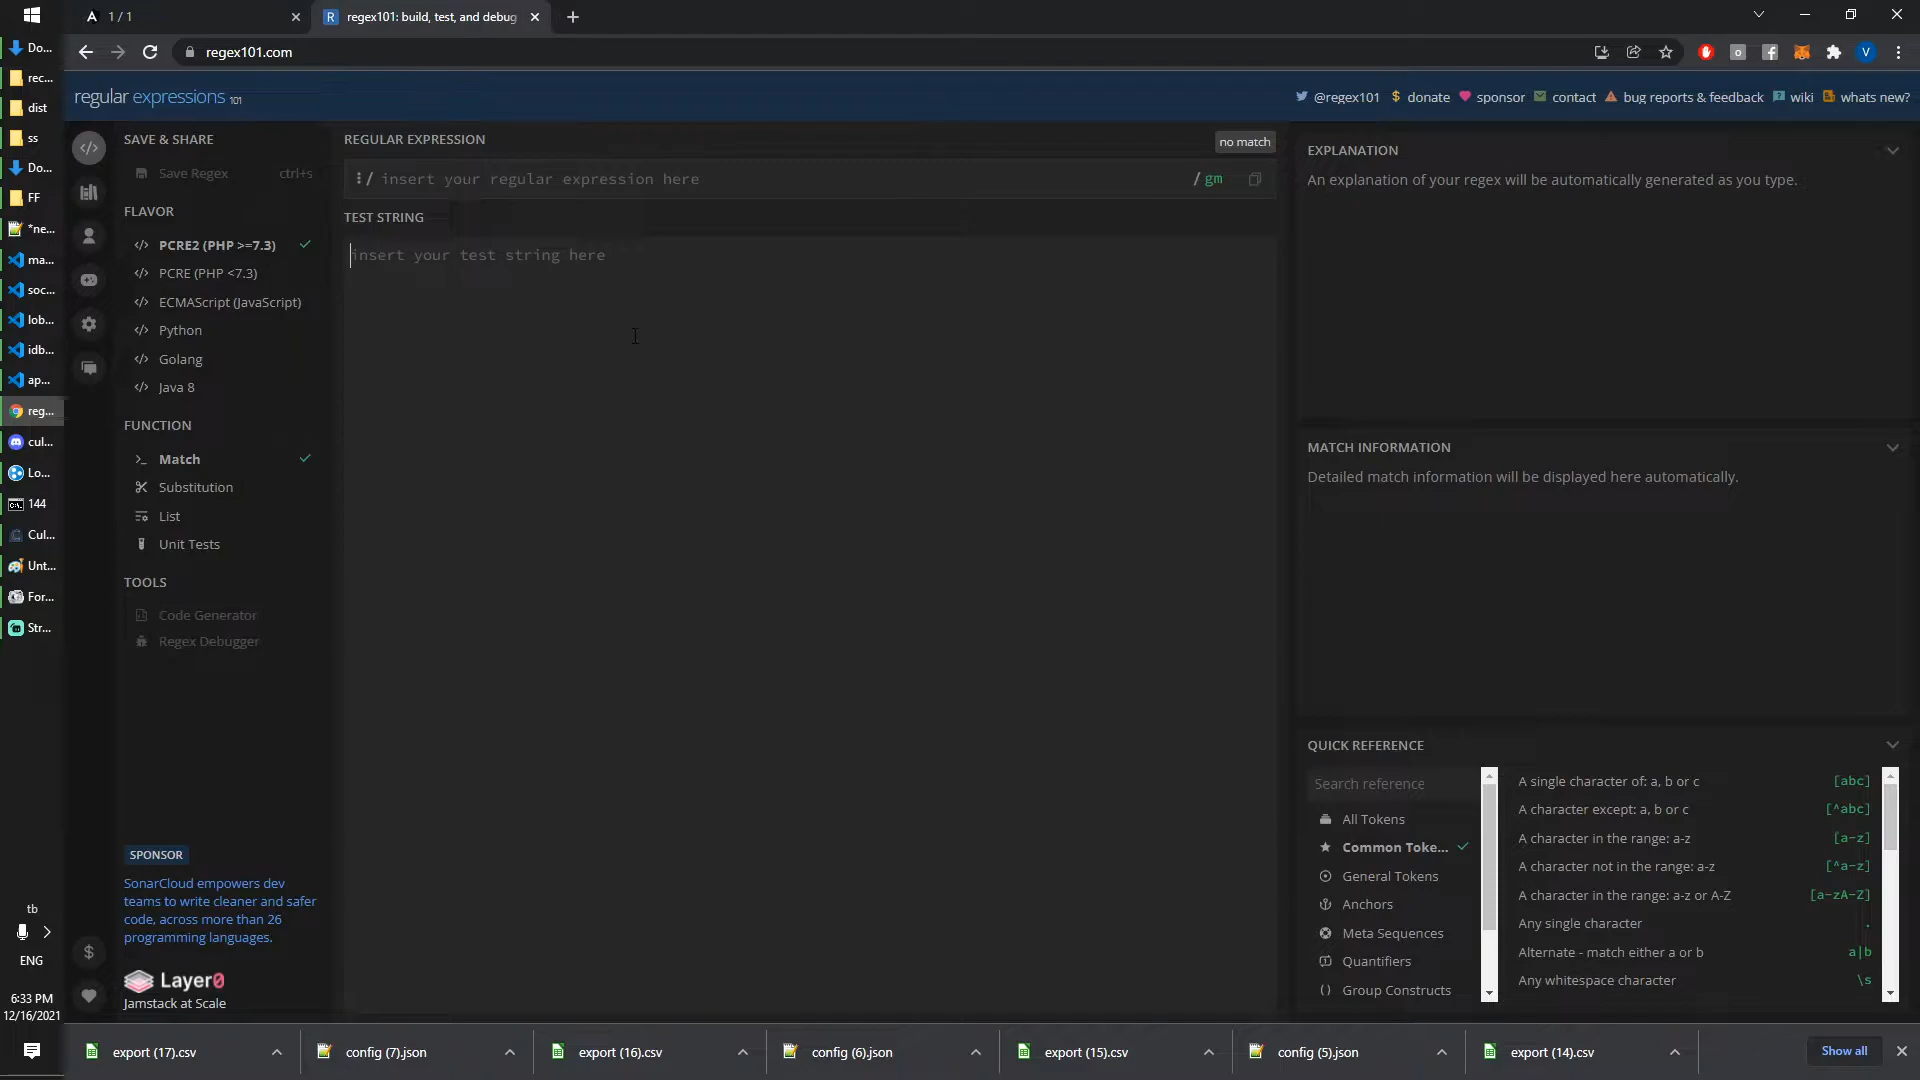 Do...
rec...
dist
ss
Do...
FF
*ne...
ma...
soc...
lob...
idb...
ap...
reg...
cul...
Lo...
144
Cul...
Unt...
For...
Str...
tb
ENG
6:33 PM
12/16/2021
1 / 1
R regex101: build, test, and debug
regex101.com
V
regular expressions 101
@regex101
$ donate
sponsor
contact
bug reports & feedback
wiki
whats new?
SAVE & SHARE
Save Regex ctrl+s
FLAVOR
</> PCRE2 (PHP >=7.3)
</> PCRE (PHP <7.3)
</> ECMAScript (JavaScript)
</> Python
</> Golang
</> Java 8
FUNCTION
>_ Match
Substitution
List
Unit Tests
TOOLS
Code Generator
Regex Debugger
SPONSOR
SonarCloud empowers dev
teams to write cleaner and safer
code, across more than 26
programming languages.
Layer0
Jamstack at Scale
REGULAR EXPRESSION
no match
/ insert your regular expression here / gm
TEST STRING
insert your test string here
EXPLANATION
An explanation of your regex will be automatically generated as you type.
MATCH INFORMATION
Detailed match information will be displayed here automatically.
QUICK REFERENCE
Search reference
All Tokens
Common Toke...
General Tokens
Anchors
Meta Sequences
Quantifiers
Group Constructs
A single character of: a, b or c [abc]
A character except: a, b or c [^abc]
A character in the range: a-z [a-z]
A character not in the range: a-z [^a-z]
A character in the range: a-z or A-Z [a-zA-Z]
Any single character .
Alternate - match either a or b a|b
Any whitespace character \s
export (17).csv
config (7).json
export (16).csv
config (6).json
export (15).csv
config (5).json
export (14).csv
Show all